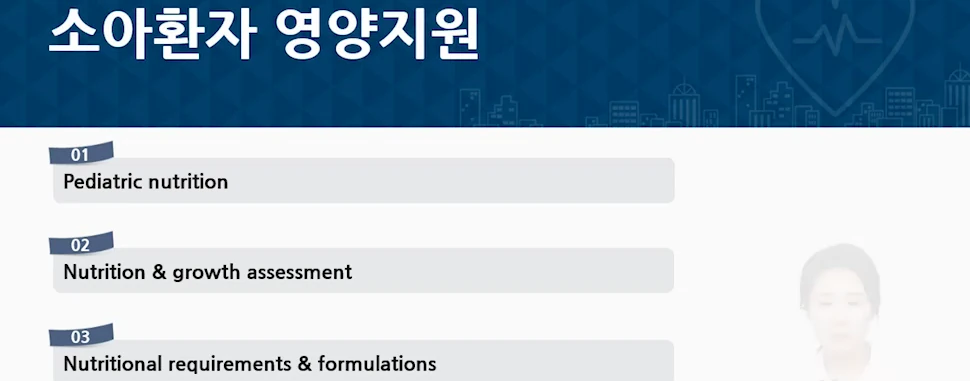 소아환자 영양지원
01
Pediatric nutrition
02
Nutrition & growth assessment
03
Nutritional requirements & formulations